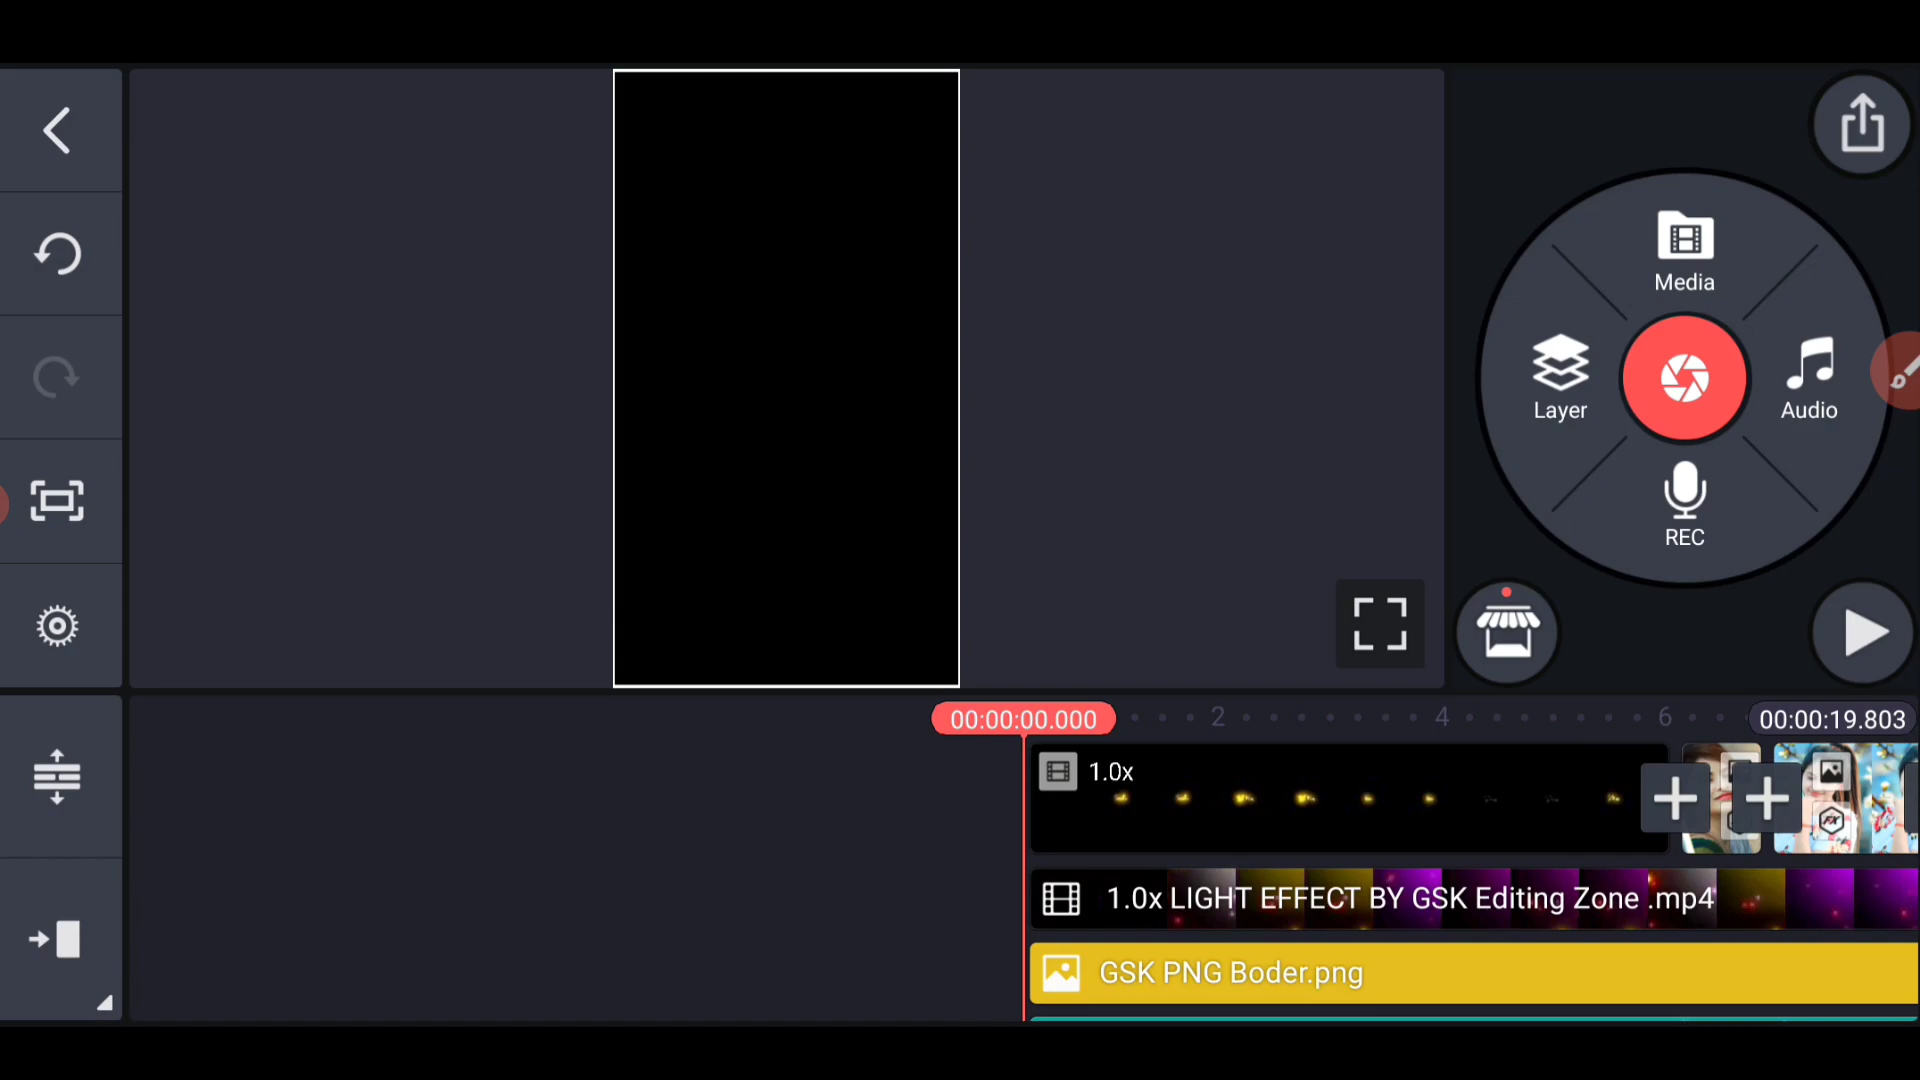 Media
Layer
Audio
REC
00:00:00.000
2
4
6
00:00:19.803
1.0x
1.0x LIGHT EFFECT BY GSK Editing Zone .mp4
GSK PNG Boder.png